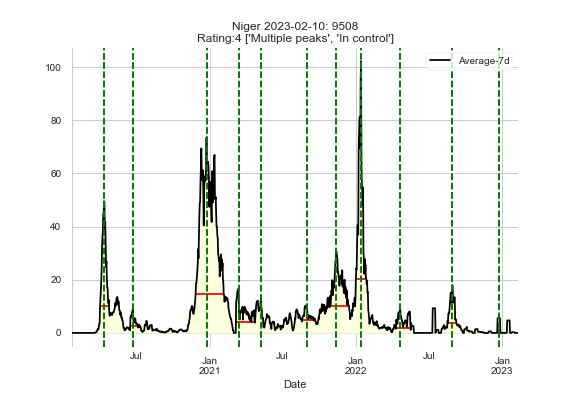 Niger 2023-02-10: 9508
Rating:4 ['Multiple peaks', 'In control']
Average-7d
100
80
60
40
20
0
Jul
Jan
2021
Jul
Jan
2022
Jul
Jan
2023
Date